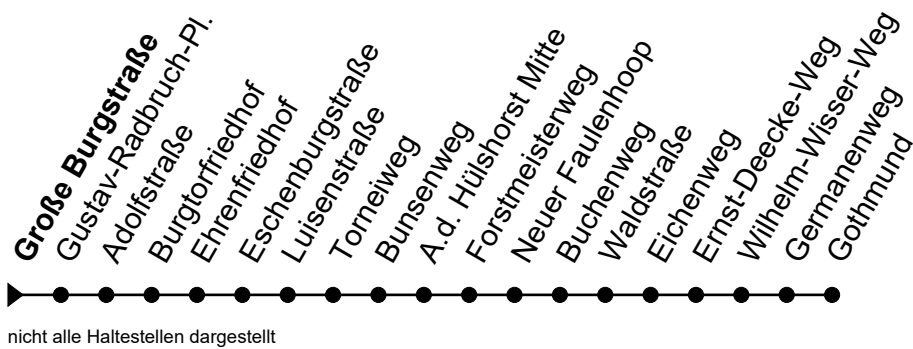 Große Burgstraße
Gustav-Radbruch-Pl.
Adolfstraße
Burgtorfriedhof
Ehrenfriedhof
Eschenburgstraße
Luisenstraße
Torneiweg
Bunsenweg
A.d. Hülshorst Mitte
Forstmeisterweg
Neuer Faulenhoop
Buchenweg
Waldstraße
Eichenweg
Ernst-Deecke-Weg
Wilhelm-Wisser-Weg
Germanenweg
Gothmund
nicht alle Haltestellen dargestellt